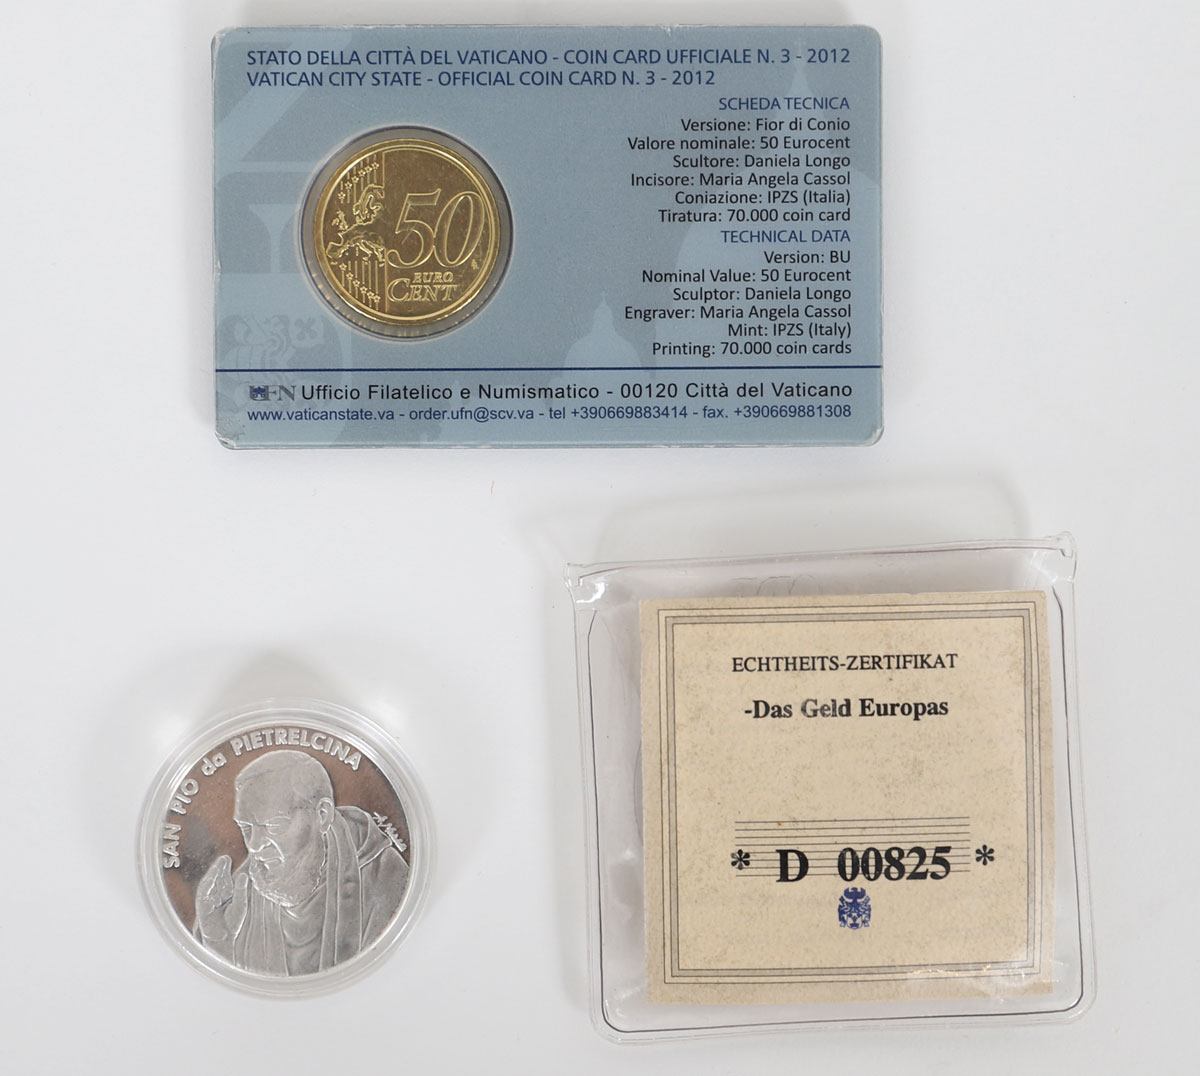 STATO DELLA CITTÀ DEL VATICANO - COIN CARD UFFICIALE N. 3 - 2012
VATICAN CITY STATE - OFFICIAL COIN CARD N. 3 - 2012
SCHEDA TECNICA
Versione: Fior di Conio
Valore nominale: 50 Eurocent
Scultore: Daniela Longo
Incisore: Maria Angela Cassol
Coniazione: IPZS (Italia)
Tiratura: 70.000 coin card
TECHNICAL DATA
Version: BU
Nominal Value: 50 Eurocent
Sculptor: Daniela Longo
Engraver: Maria Angela Cassol
Mint: IPZS (Italy)
Printing: 70.000 coin cards
50
EURO
CENT
UFN Ufficio Filatelico e Numismatico - 00120 Città del Vaticano
www.vaticanstate.va - order.ufn@scv.va - tel +390669883414 - fax. +390669881308
SAN PIO da PIETRELCINA
ECHTHEITS-ZERTIFIKAT
-Das Geld Europas
* D 00825 *